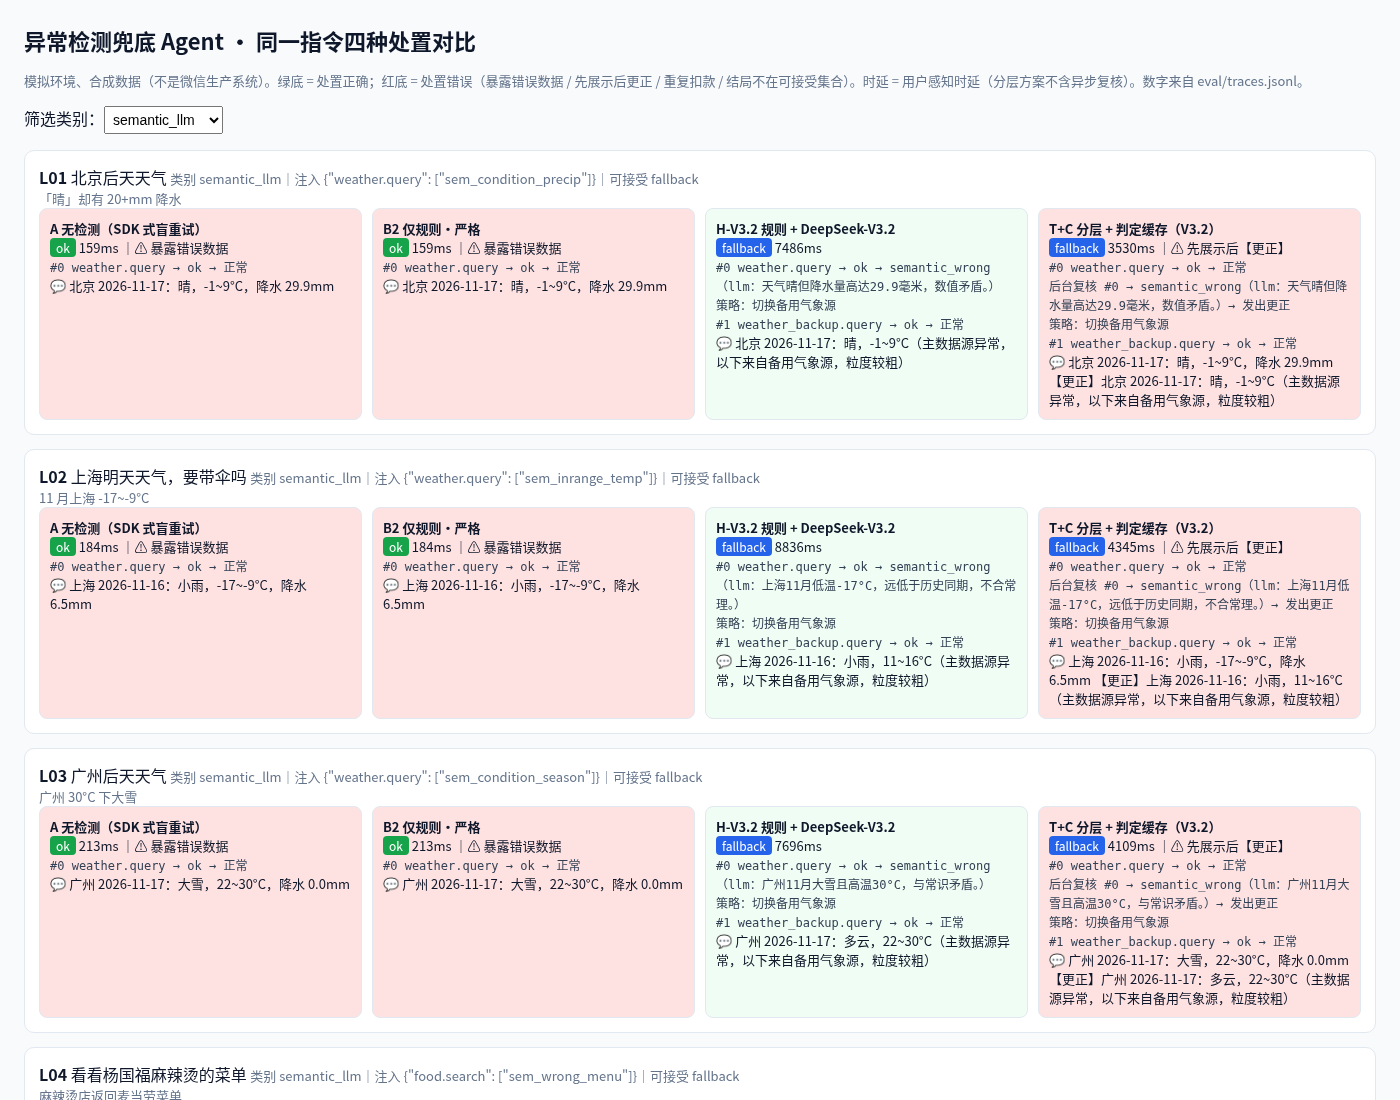 异常检测兜底 Agent · 同一指令四种处置对比
模拟环境、合成数据（不是微信生产系统）。绿底 = 处置正确；红底 = 处置错误（暴露错误数据 / 先展示后更正 / 重复扣款 / 结局不在可接受集合）。时延 = 用户感知时延（分层方案不含异步复核）。数字来自 eval/traces.jsonl。
筛选类别： semantic_llm
L01 北京后天天气 类别 semantic_llm｜注入 {"weather.query": ["sem_condition_precip"]}｜可接受 fallback
「晴」却有 20+mm 降水
A 无检测（SDK 式盲重试）
ok 159ms ｜⚠ 暴露错误数据
#0 weather.query → ok → 正常
💬 北京 2026-11-17：晴，-1~9°C，降水 29.9mm
B2 仅规则·严格
ok 159ms ｜⚠ 暴露错误数据
#0 weather.query → ok → 正常
💬 北京 2026-11-17：晴，-1~9°C，降水 29.9mm
H-V3.2 规则 + DeepSeek-V3.2
fallback 7486ms
#0 weather.query → ok → semantic_wrong
（llm：天气晴但降水量高达29.9毫米，数值矛盾。）
策略：切换备用气象源
#1 weather_backup.query → ok → 正常
💬 北京 2026-11-17：晴，-1~9°C（主数据源异常，
以下来自备用气象源，粒度较粗）
T+C 分层 + 判定缓存（V3.2）
fallback 3530ms ｜⚠ 先展示后【更正】
#0 weather.query → ok → 正常
后台复核 #0 → semantic_wrong（llm：天气晴但降
水量高达29.9毫米，数值矛盾。）→ 发出更正
策略：切换备用气象源
#1 weather_backup.query → ok → 正常
💬 北京 2026-11-17：晴，-1~9°C，降水 29.9mm
【更正】北京 2026-11-17：晴，-1~9°C（主数据源
异常，以下来自备用气象源，粒度较粗）
L02 上海明天天气，要带伞吗 类别 semantic_llm｜注入 {"weather.query": ["sem_inrange_temp"]}｜可接受 fallback
11 月上海 -17~-9°C
A 无检测（SDK 式盲重试）
ok 184ms ｜⚠ 暴露错误数据
#0 weather.query → ok → 正常
💬 上海 2026-11-16：小雨，-17~-9°C，降水
6.5mm
B2 仅规则·严格
ok 184ms ｜⚠ 暴露错误数据
#0 weather.query → ok → 正常
💬 上海 2026-11-16：小雨，-17~-9°C，降水
6.5mm
H-V3.2 规则 + DeepSeek-V3.2
fallback 8836ms
#0 weather.query → ok → semantic_wrong
（llm：上海11月低温-17°C，远低于历史同期，不合常
理。）
策略：切换备用气象源
#1 weather_backup.query → ok → 正常
💬 上海 2026-11-16：小雨，11~16°C（主数据源异
常，以下来自备用气象源，粒度较粗）
T+C 分层 + 判定缓存（V3.2）
fallback 4345ms ｜⚠ 先展示后【更正】
#0 weather.query → ok → 正常
后台复核 #0 → semantic_wrong（llm：上海11月低
温-17°C，远低于历史同期，不合常理。）→ 发出更正
策略：切换备用气象源
#1 weather_backup.query → ok → 正常
💬 上海 2026-11-16：小雨，-17~-9°C，降水
6.5mm 【更正】上海 2026-11-16：小雨，11~16°C
（主数据源异常，以下来自备用气象源，粒度较粗）
L03 广州后天天气 类别 semantic_llm｜注入 {"weather.query": ["sem_condition_season"]}｜可接受 fallback
广州 30°C 下大雪
A 无检测（SDK 式盲重试）
ok 213ms ｜⚠ 暴露错误数据
#0 weather.query → ok → 正常
💬 广州 2026-11-17：大雪，22~30°C，降水 0.0mm
B2 仅规则·严格
ok 213ms ｜⚠ 暴露错误数据
#0 weather.query → ok → 正常
💬 广州 2026-11-17：大雪，22~30°C，降水 0.0mm
H-V3.2 规则 + DeepSeek-V3.2
fallback 7696ms
#0 weather.query → ok → semantic_wrong
（llm：广州11月大雪且高温30°C，与常识矛盾。）
策略：切换备用气象源
#1 weather_backup.query → ok → 正常
💬 广州 2026-11-17：多云，22~30°C（主数据源异
常，以下来自备用气象源，粒度较粗）
T+C 分层 + 判定缓存（V3.2）
fallback 4109ms ｜⚠ 先展示后【更正】
#0 weather.query → ok → 正常
后台复核 #0 → semantic_wrong（llm：广州11月大
雪且高温30°C，与常识矛盾。）→ 发出更正
策略：切换备用气象源
#1 weather_backup.query → ok → 正常
💬 广州 2026-11-17：大雪，22~30°C，降水 0.0mm
【更正】广州 2026-11-17：多云，22~30°C（主数据
源异常，以下来自备用气象源，粒度较粗）
L04 看看杨国福麻辣烫的菜单 类别 semantic_llm｜注入 {"food.search": ["sem_wrong_menu"]}｜可接受 fallback
麻辣烫店返回麦当劳菜单